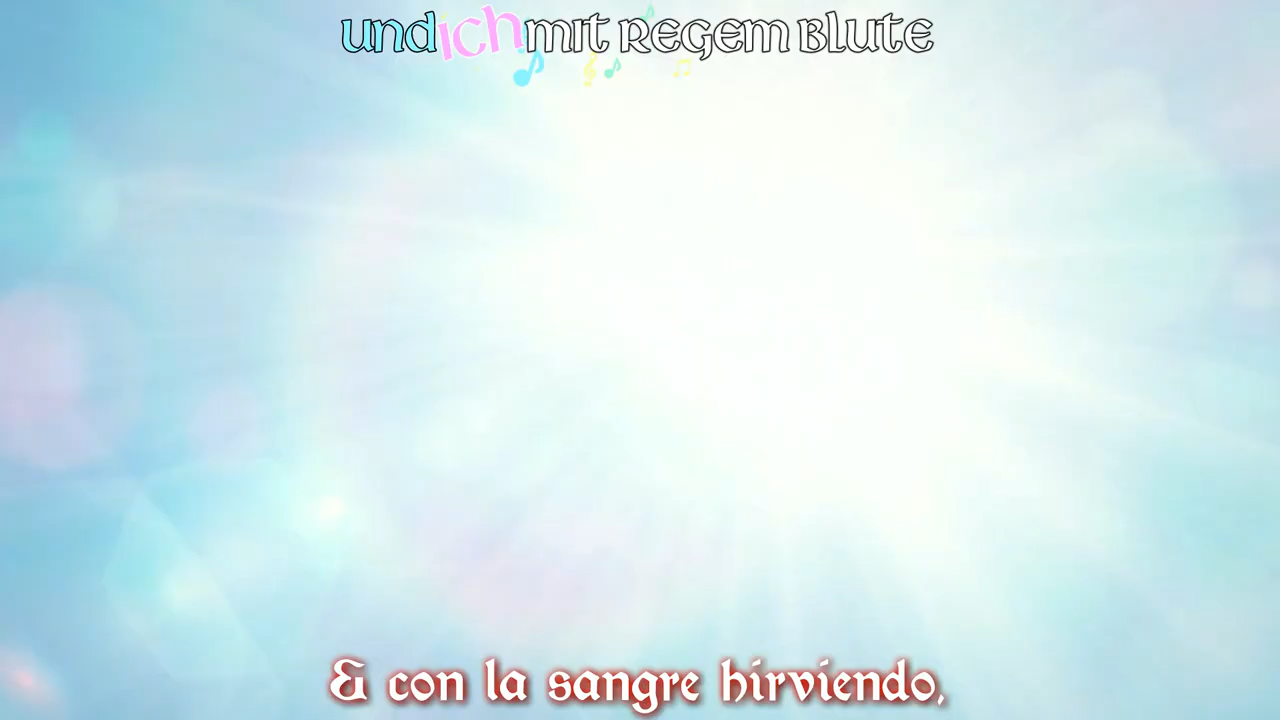 und ich mit regem Blute
& con la sangre hirviendo,